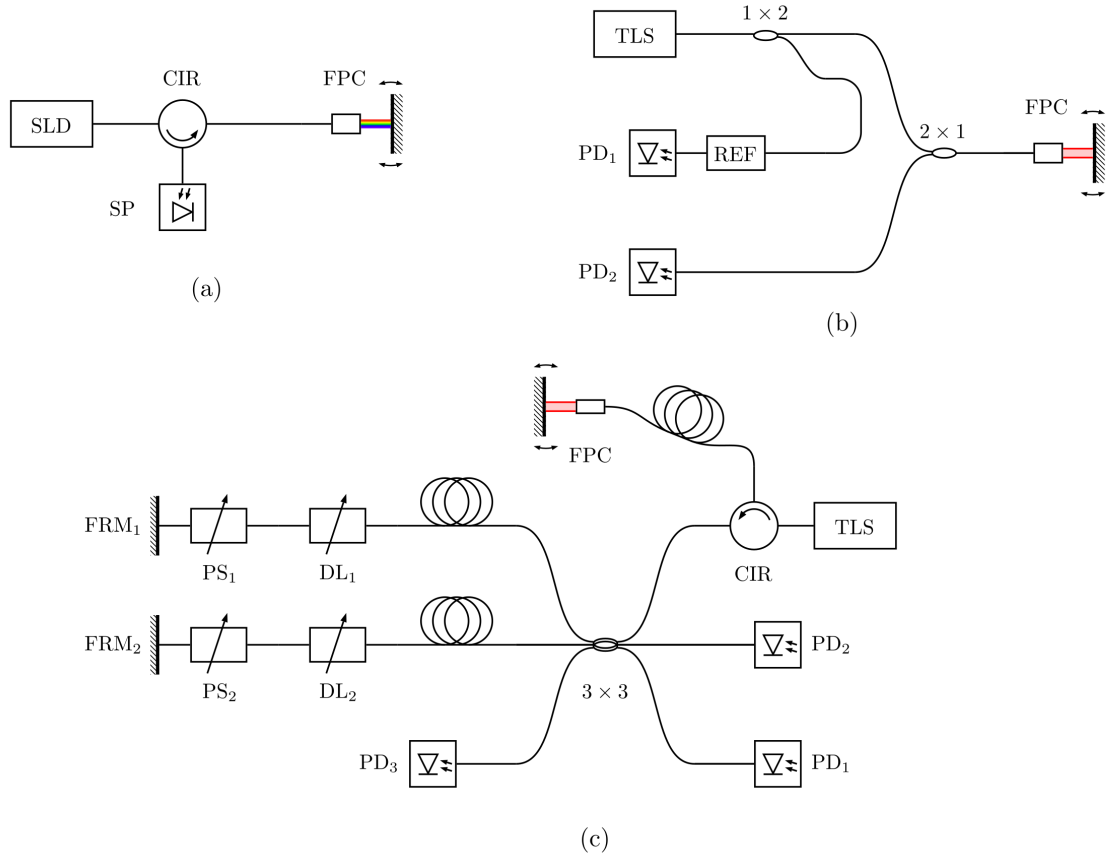 CIR
FPC
SLD
SP
(a)
1 × 2
TLS
FPC
2 × 1
PD₁
REF
PD₂
(b)
FPC
FRM₁
TLS
PS₁
DL₁
CIR
FRM₂
PD₂
PS₂
DL₂
3 × 3
PD₃
PD₁
(c)